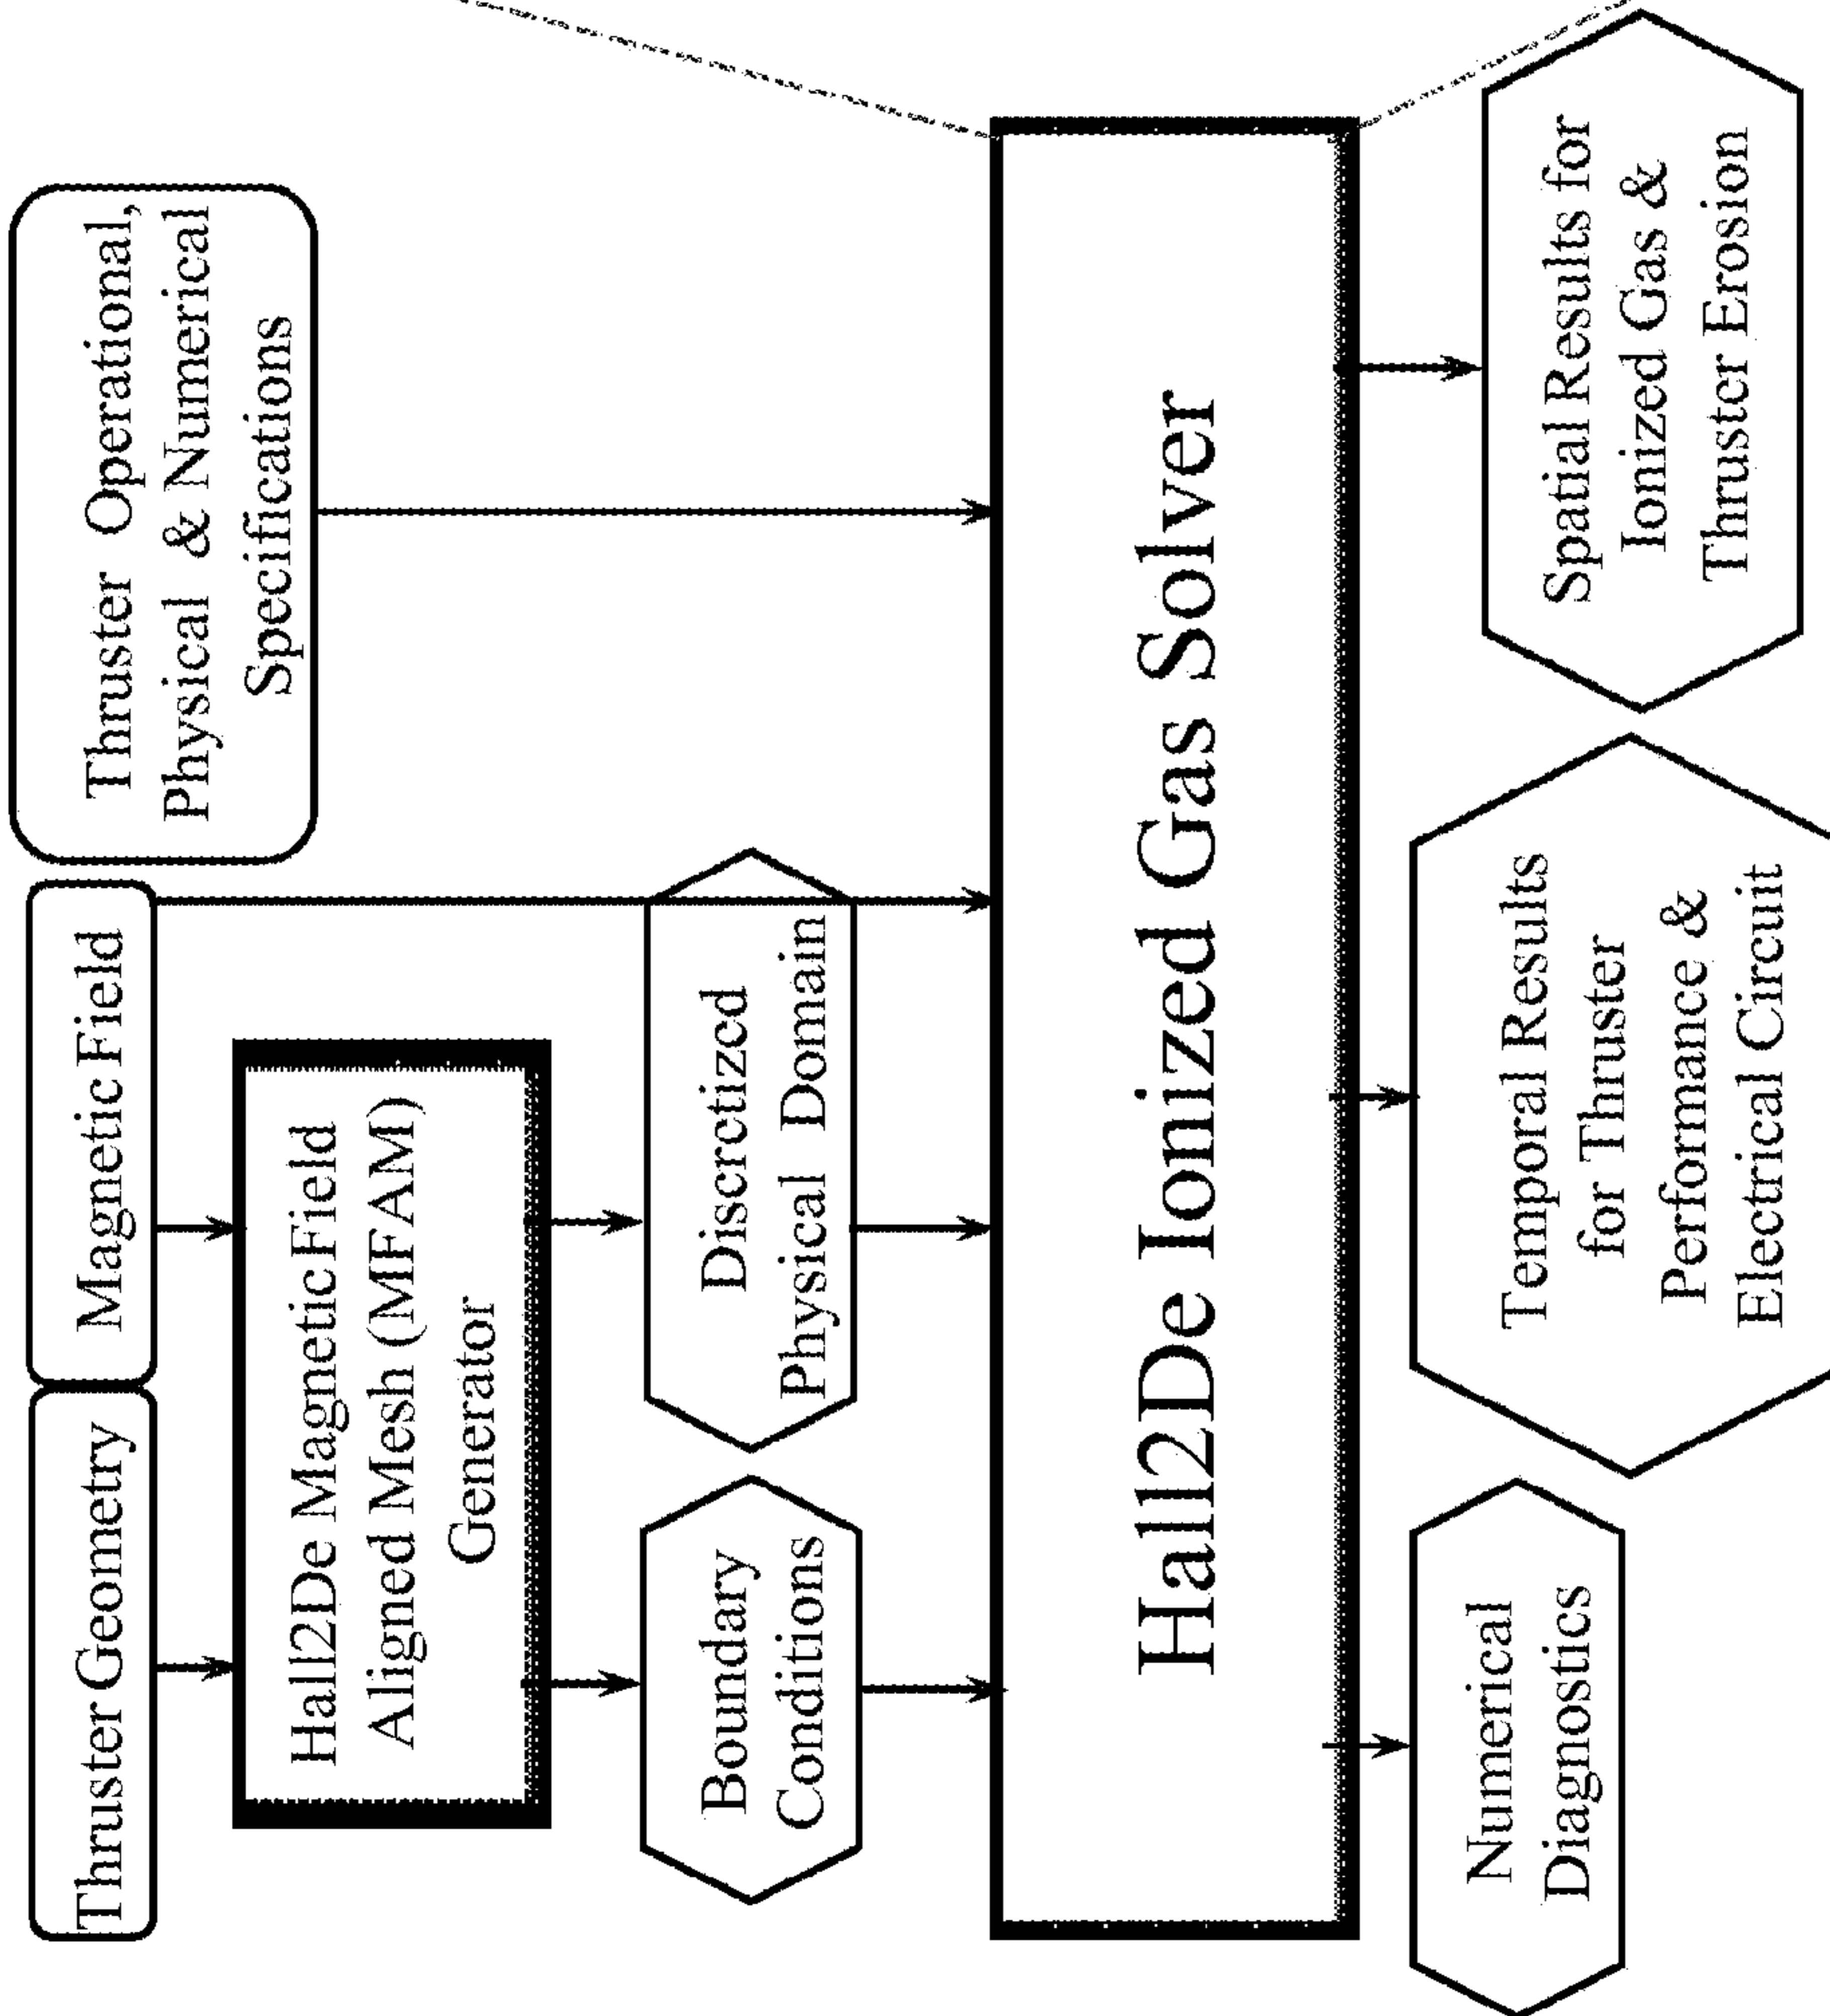 Thruster Geometry
Magnetic Field
Thruster Operational,
Physical & Numerical
Specifications
Hall2De Magnetic Field
Aligned Mesh (MFAM)
Generator
Boundary
Conditions
Discretized
Physical Domain
Hall2De Ionized Gas Solver
Numerical
Diagnostics
Temporal Results
for Thruster
Performance &
Electrical Circuit
Spatial Results for
Ionized Gas &
Thruster Erosion